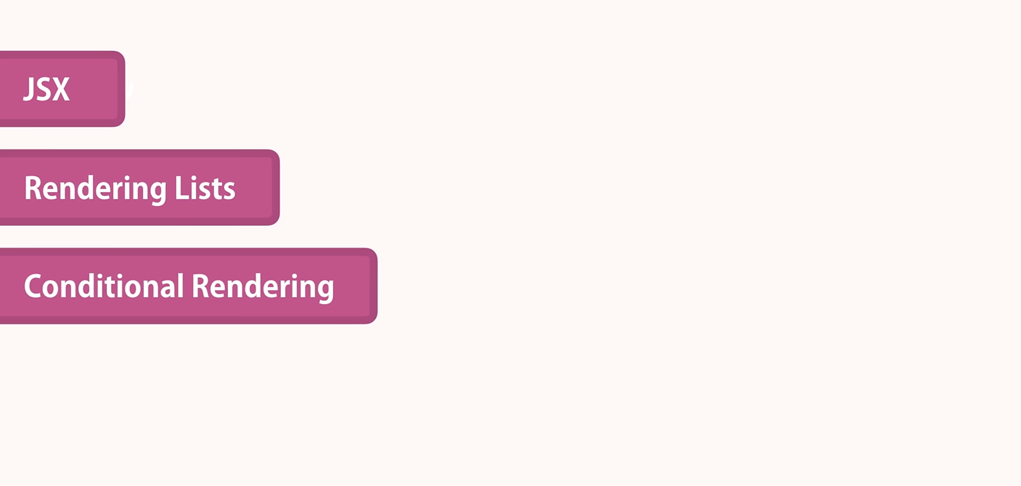 JSX
Rendering Lists
Conditional Rendering